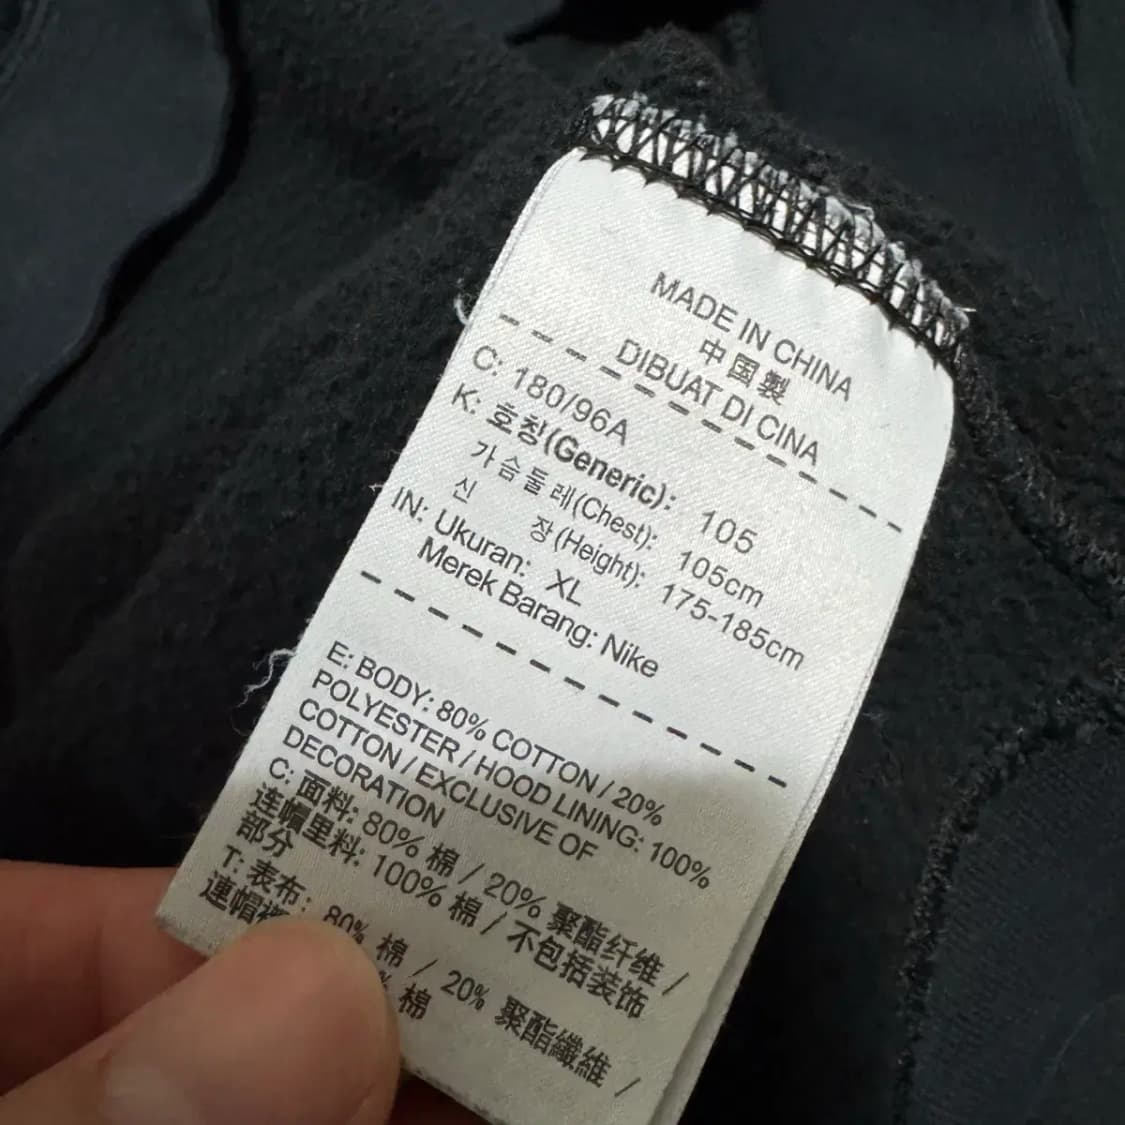 MADE IN CHINA
中国製
DIBUAT DI CINA
C: 180/96A
K: 호칭(Generic): 105
가슴둘레(Chest): 105cm
신 장(Height): 175-185cm
IN: Ukuran: XL
Merek Barang: Nike
E: BODY: 80% COTTON / 20%
POLYESTER / HOOD LINING: 100%
COTTON / EXCLUSIVE OF
DECORATION
C: 面料: 80% 棉 / 20% 聚酯纤维 /
连帽里料: 100% 棉 / 不包括装饰
部分
T: 表布: 80% 棉 / 20% 聚酯纖維 /
連帽 % 棉